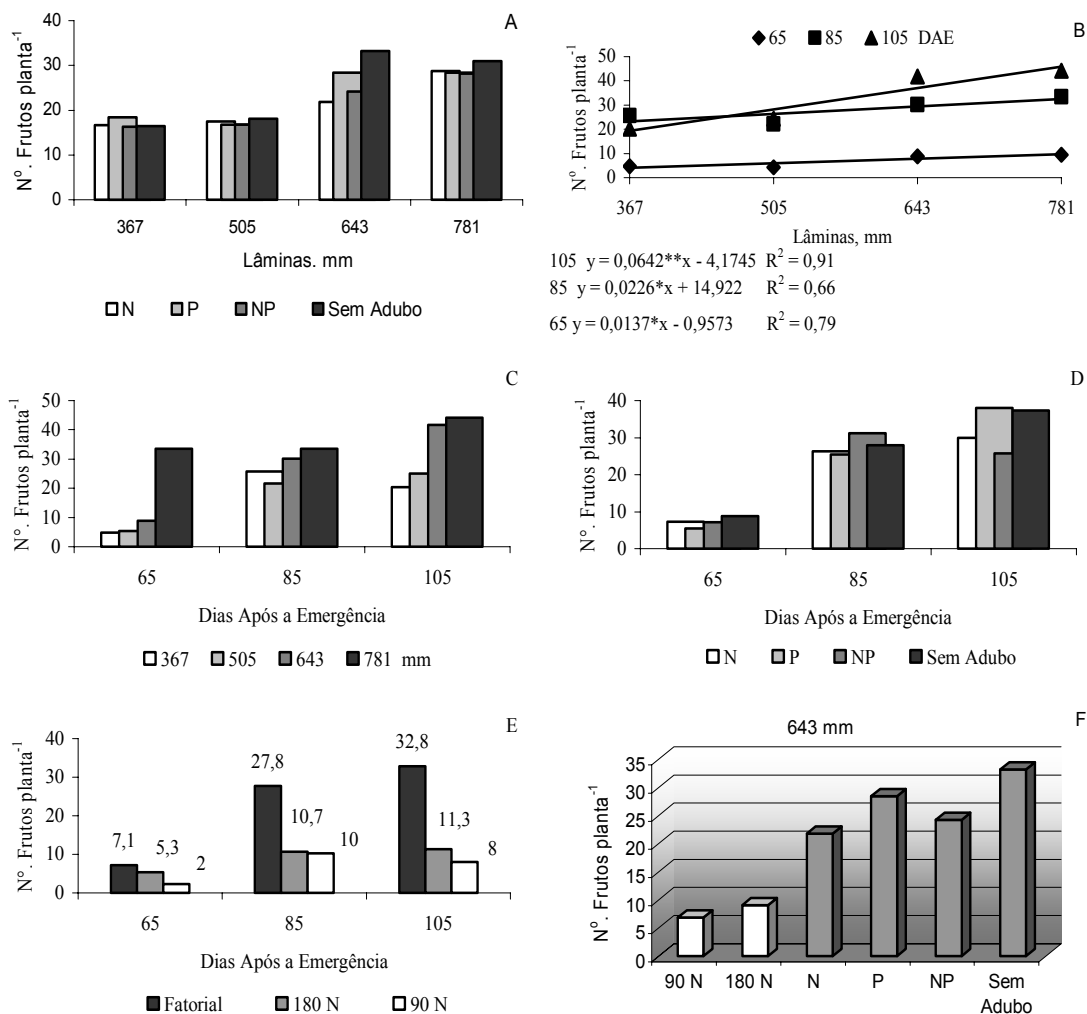 A
Nº. Frutos planta-1
40
30
20
10
0
367 505 643 781
Lâminas. mm
N P NP Sem Adubo
B
65 85 105 DAE
Nº. Frutos planta-1
50
40
30
20
10
0
367 505 643 781
Lâminas, mm
105 y = 0,0642**x - 4,1745 R2 = 0,91
85 y = 0,0226*x + 14,922 R2 = 0,66
65 y = 0,0137*x - 0,9573 R2 = 0,79
C
N°. Frutos planta-1
50
40
30
20
10
0
65 85 105
Dias Após a Emergência
367 505 643 781 mm
D
N°. Frutos planta-1
40
30
20
10
0
65 85 105
Dias Após a Emergência
N P NP Sem Adubo
E
N°. Frutos planta-1
40
30
20
10
0
7,1 5,3 2
27,8 10,7 10
32,8 11,3 8
65 85 105
Dias Após a Emergência
Fatorial 180 N 90 N
F
643 mm
Nº. Frutos planta-1
35
30
25
20
15
10
5
0
90 N 180 N N P NP Sem
Adubo